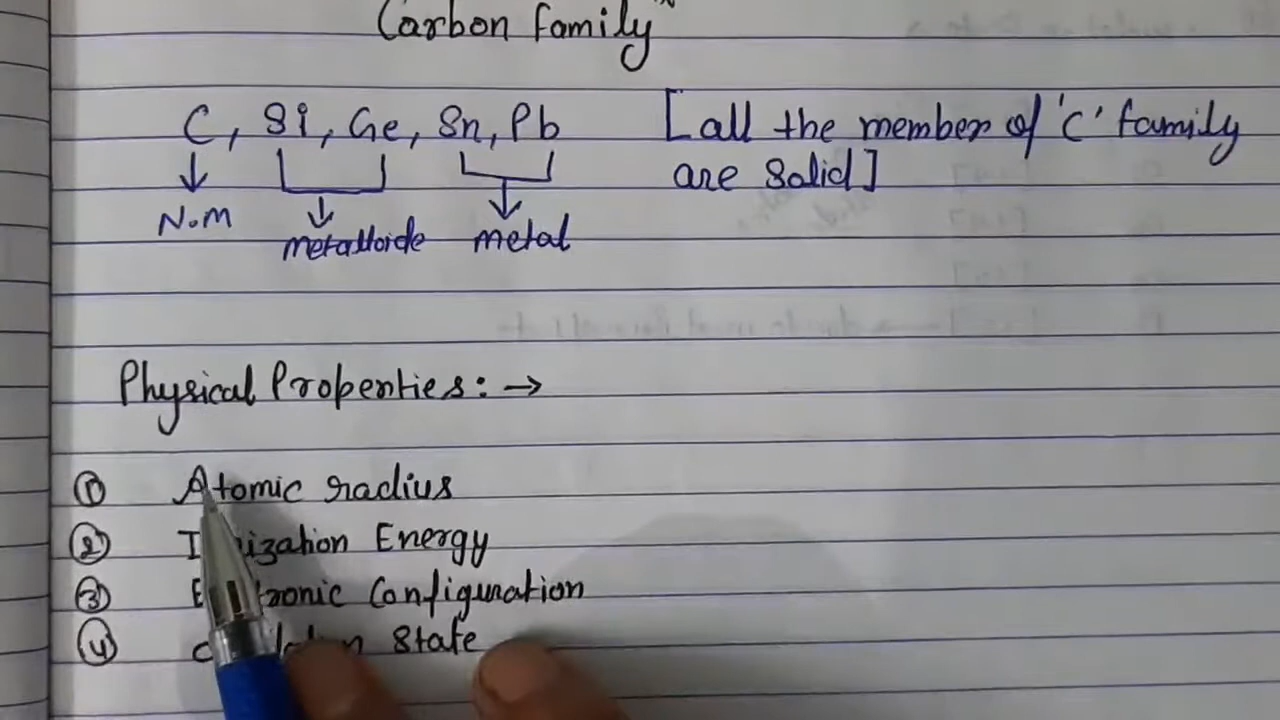 Carbon family"
C, Si, Ge, Sn, Pb [all the member of 'C' family
are solid]
N.m metalloide metal
Physical Properties: →
① Atomic radius
② Energy
③ Configuration
④ State